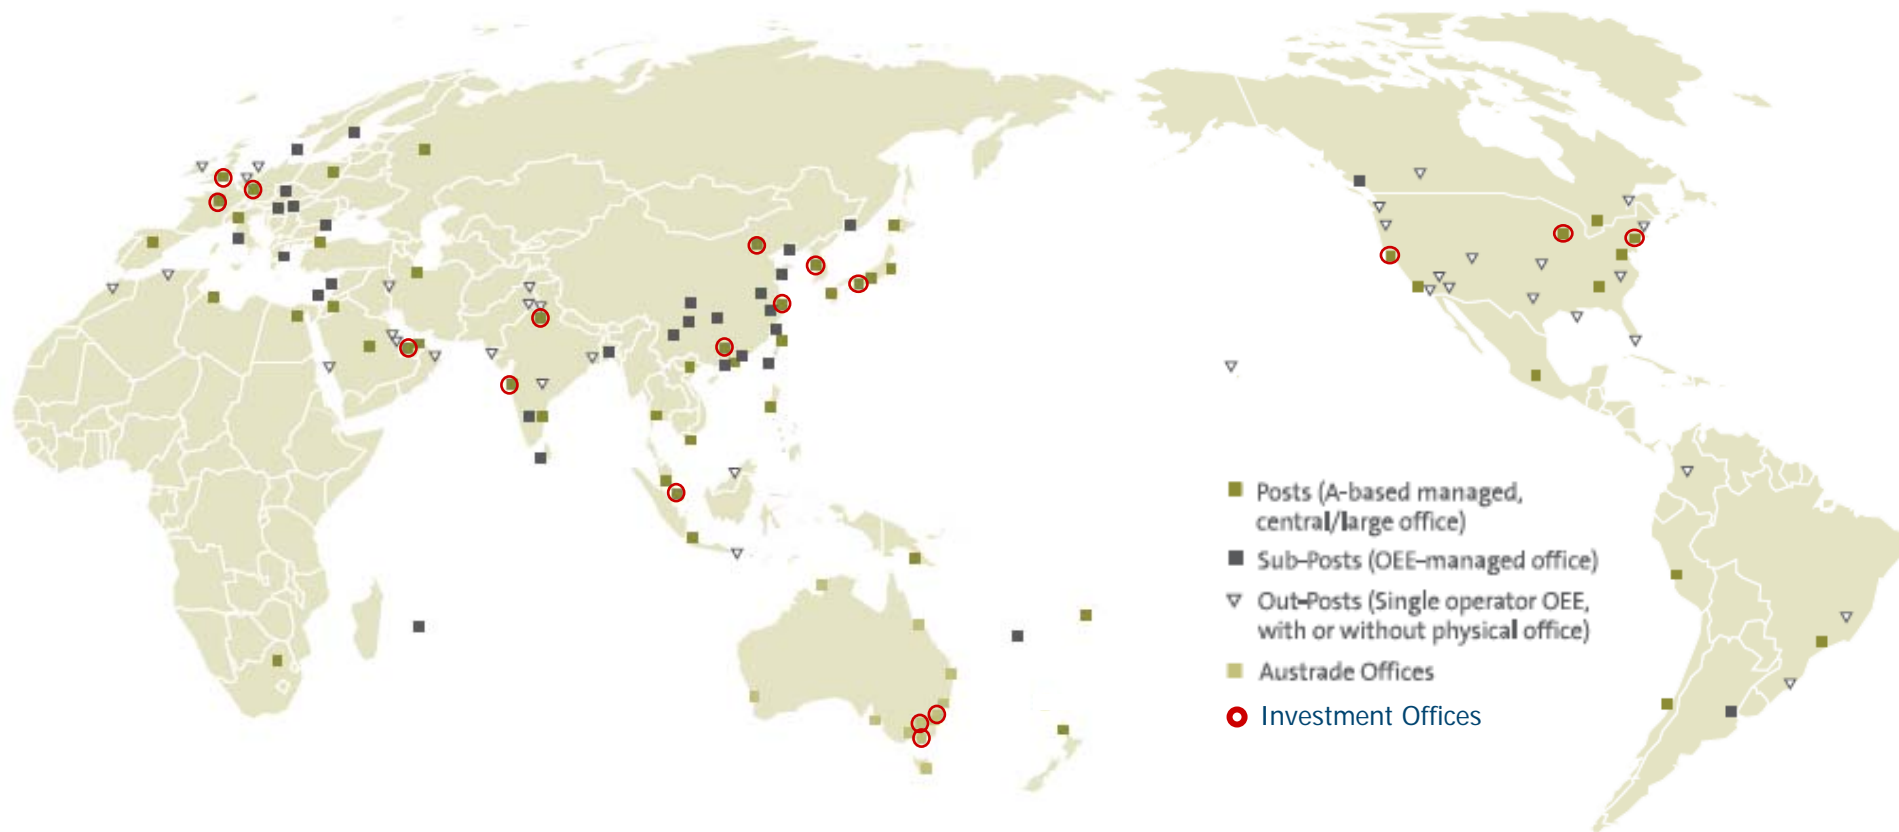 Posts (A-based managed,
central/large office)
Sub-Posts (OEE-managed office)
Out-Posts (Single operator OEE,
with or without physical office)
Austrade Offices
Investment Offices